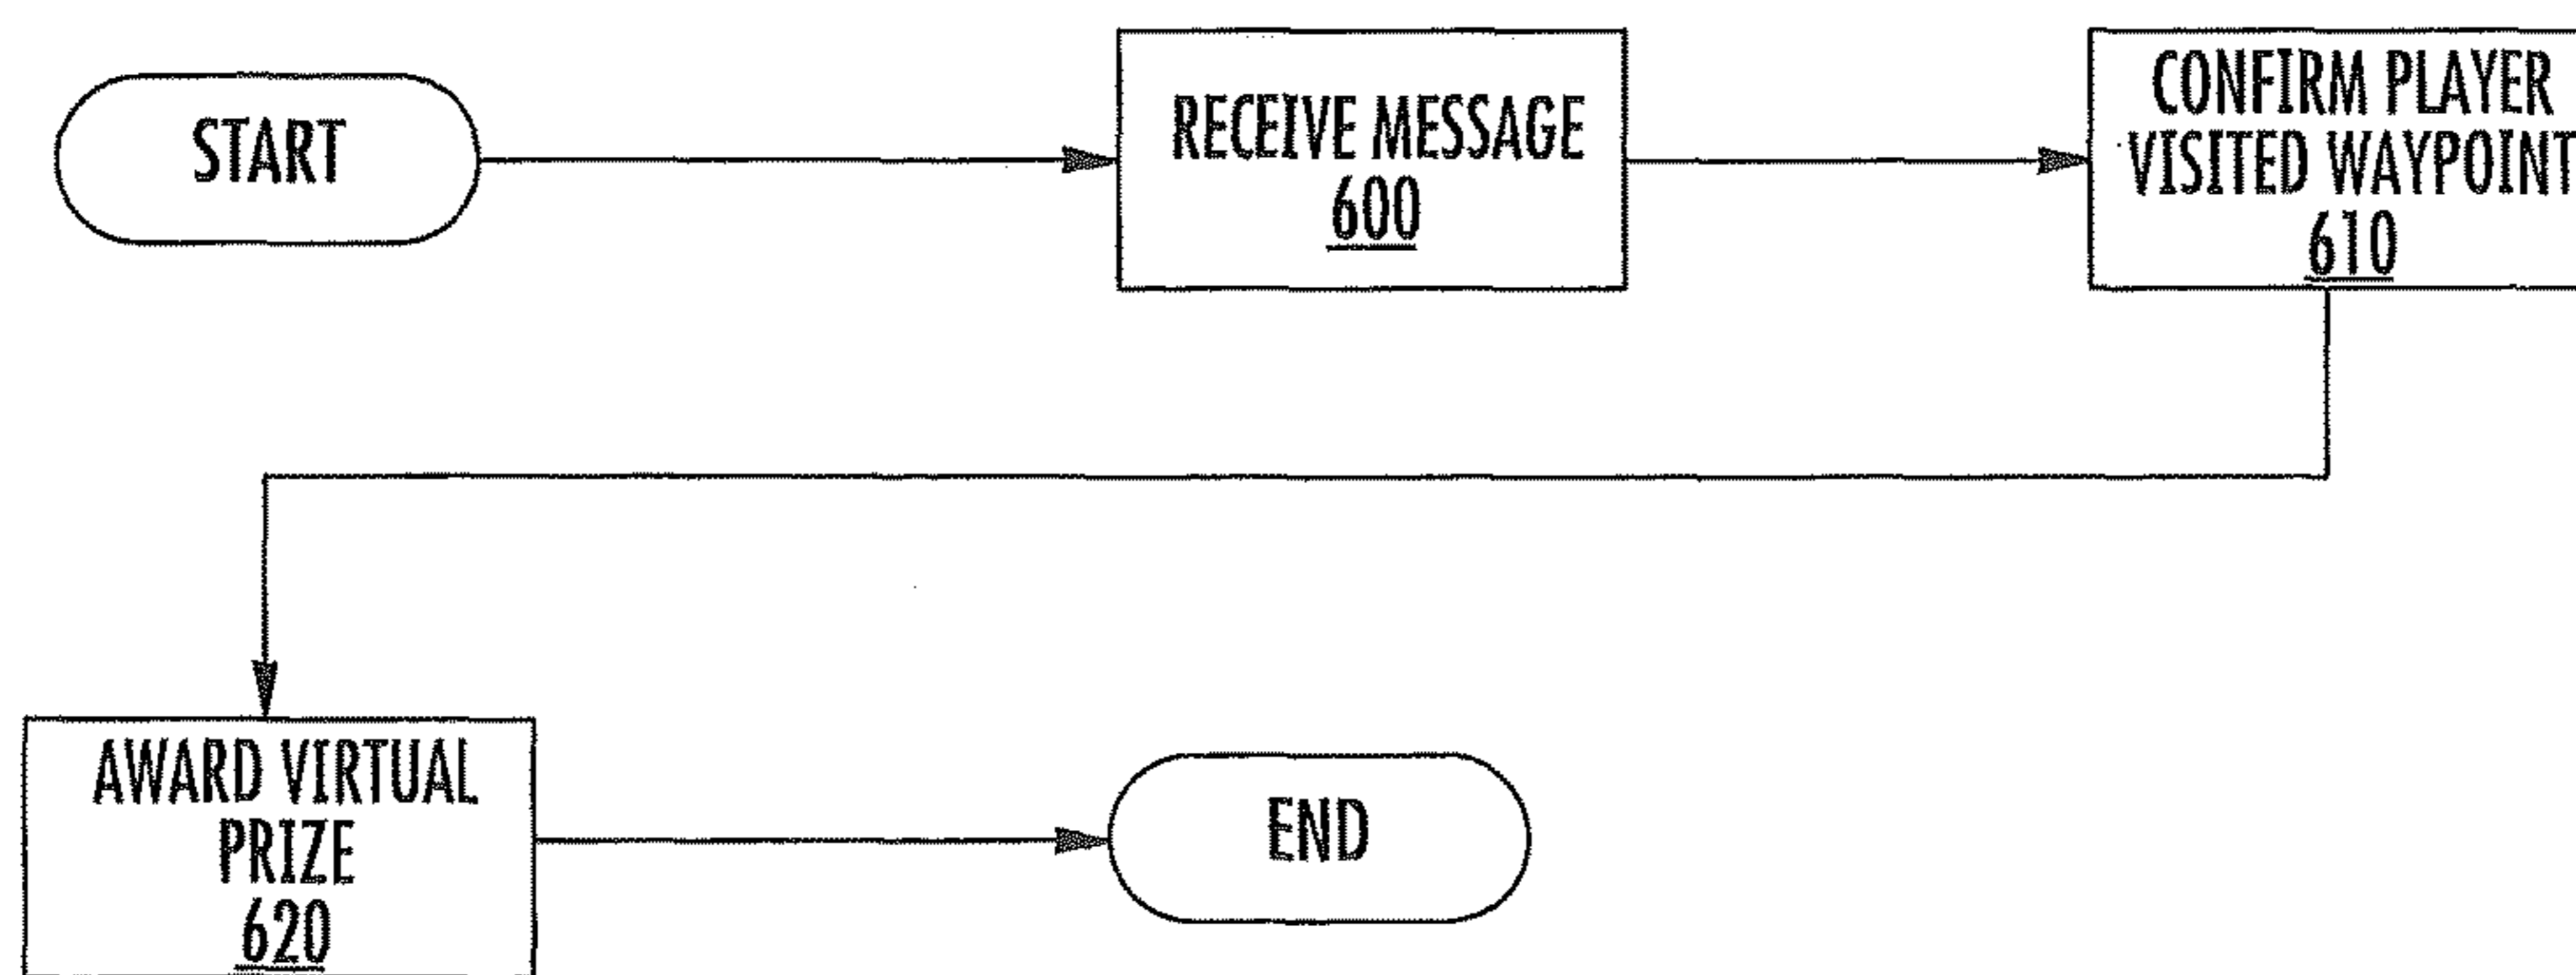 START
RECEIVE MESSAGE
600
CONFIRM PLAYER
VISITED WAYPOINT
610
AWARD VIRTUAL
PRIZE
620
END